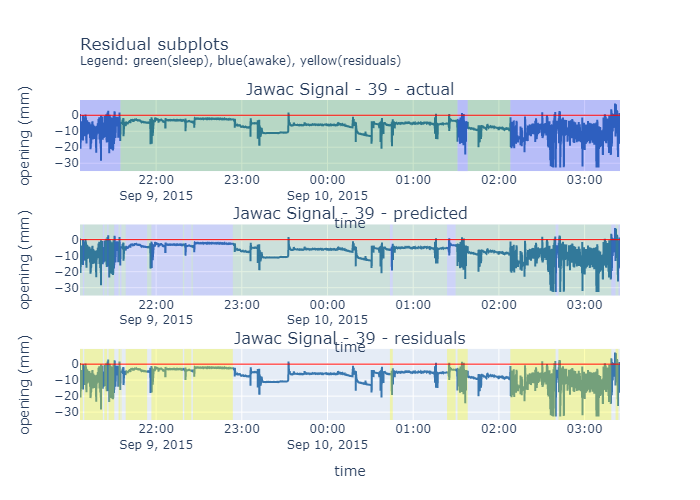 Residual subplots
Legend: green(sleep), blue(awake), yellow(residuals)
Jawac Signal - 39 - actual
opening (mm)
0
−10
−20
−30
22:00 23:00 00:00 01:00 02:00 03:00
Sep 9, 2015 Sep 10, 2015
time
Jawac Signal - 39 - predicted
opening (mm)
0
−10
−20
−30
22:00 23:00 00:00 01:00 02:00 03:00
Sep 9, 2015 Sep 10, 2015
time
Jawac Signal - 39 - residuals
opening (mm)
0
−10
−20
−30
22:00 23:00 00:00 01:00 02:00 03:00
Sep 9, 2015 Sep 10, 2015
time